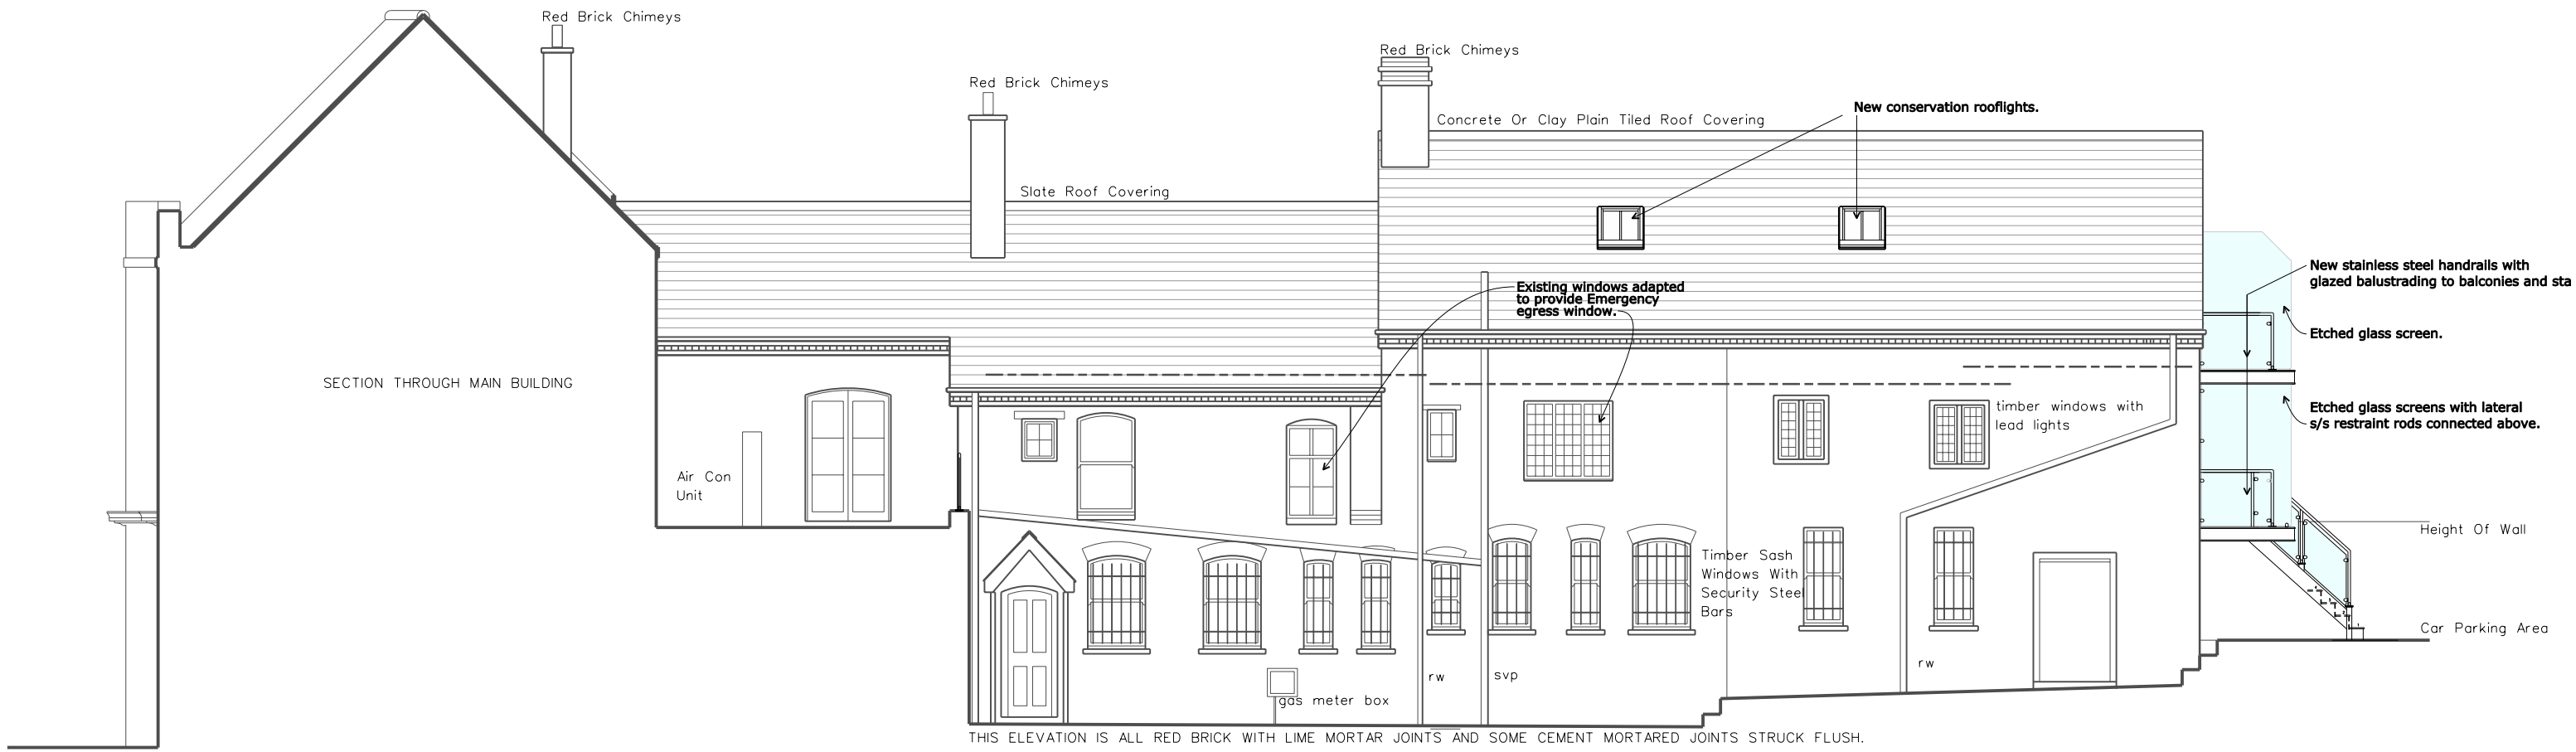 Red Brick Chimeys
Red Brick Chimeys
Red Brick Chimeys
New conservation rooflights.
Concrete Or Clay Plain Tiled Roof Covering
Slate Roof Covering
New stainless steel handrails with
glazed balustrading to balconies and sta
Existing windows adapted
to provide Emergency
egress window.
Etched glass screen.
SECTION THROUGH MAIN BUILDING
timber windows with
lead lights
Etched glass screens with lateral
s/s restraint rods connected above.
Air Con
Unit
Height Of Wall
Timber Sash
Windows With
Security Steel
Bars
Car Parking Area
rw
svp
rw
gas meter box
THIS ELEVATION IS ALL RED BRICK WITH LIME MORTAR JOINTS AND SOME CEMENT MORTARED JOINTS STRUCK FLUSH.